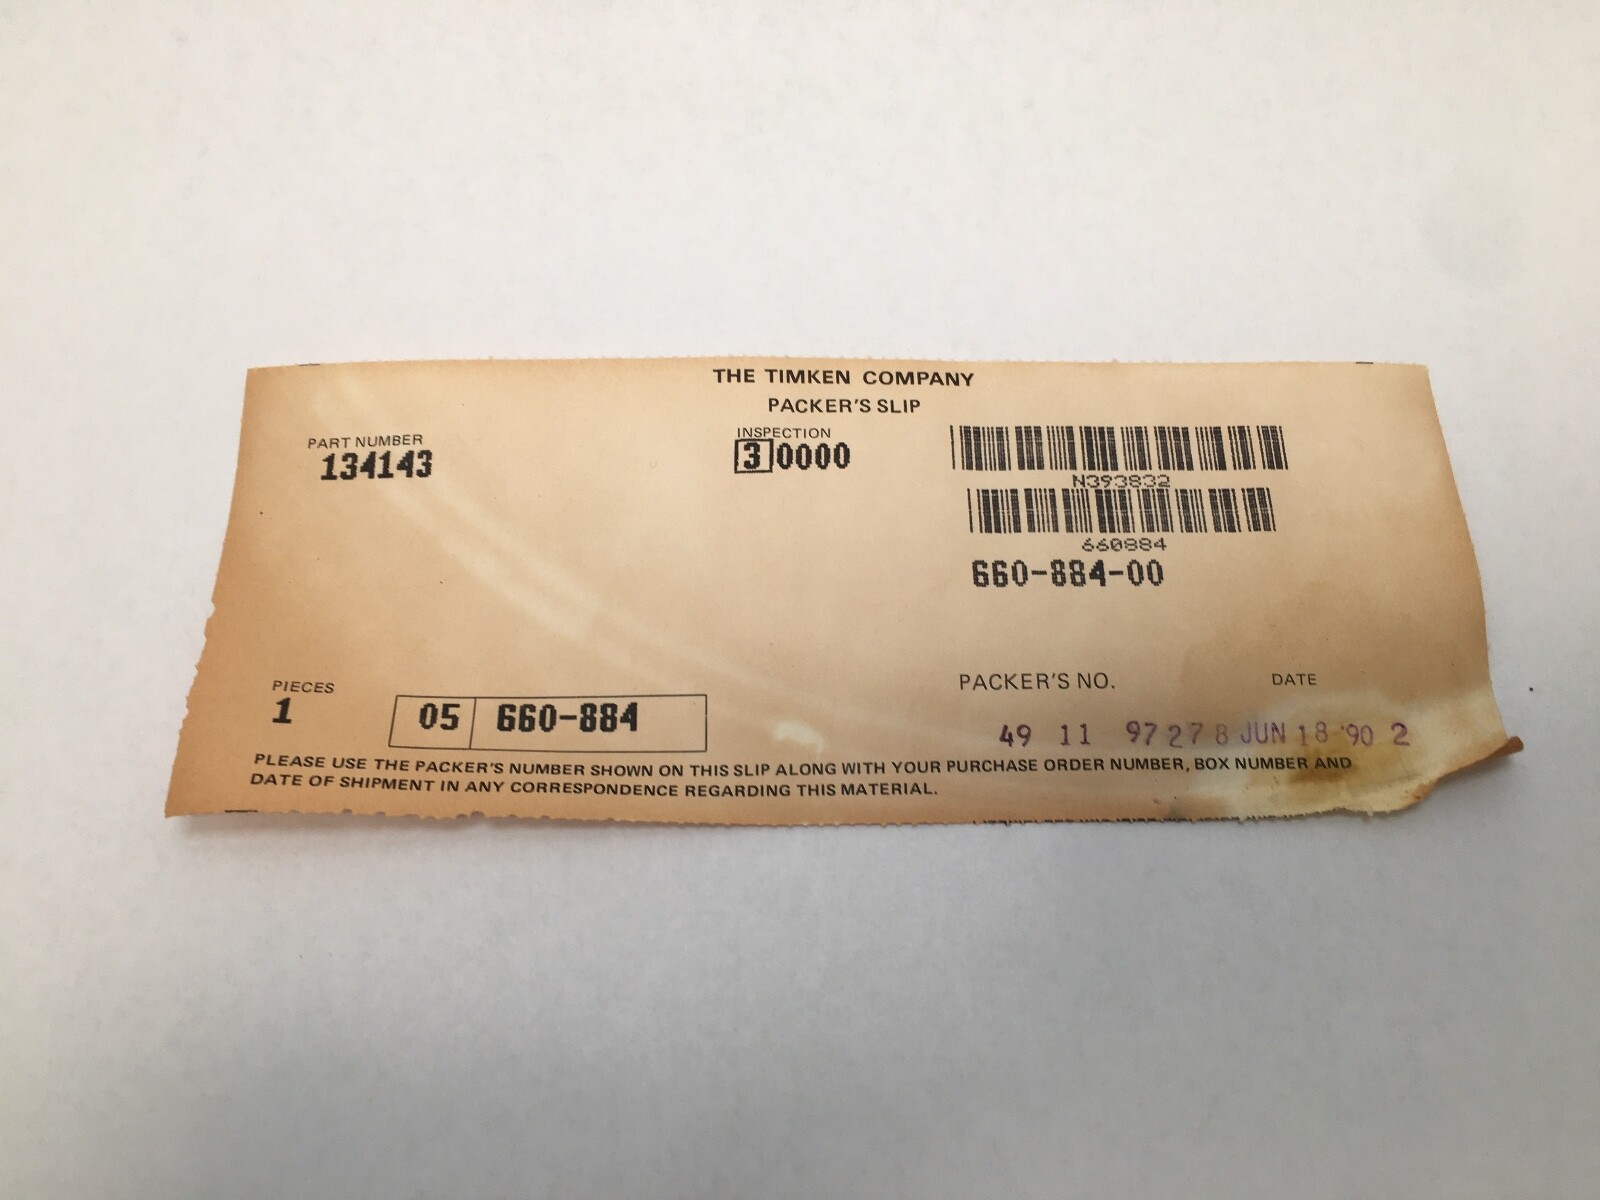 THE TIMKEN COMPANY
PACKER'S SLIP
PART NUMBER
134143
INSPECTION
3 0000
N393832
660884
660-884-00
PIECES
1
05 660-884
PACKER'S NO.
DATE
49 11 97 27 8 JUN 18 '90 2
PLEASE USE THE PACKER'S NUMBER SHOWN ON THIS SLIP ALONG WITH YOUR PURCHASE ORDER NUMBER, BOX NUMBER AND
DATE OF SHIPMENT IN ANY CORRESPONDENCE REGARDING THIS MATERIAL.